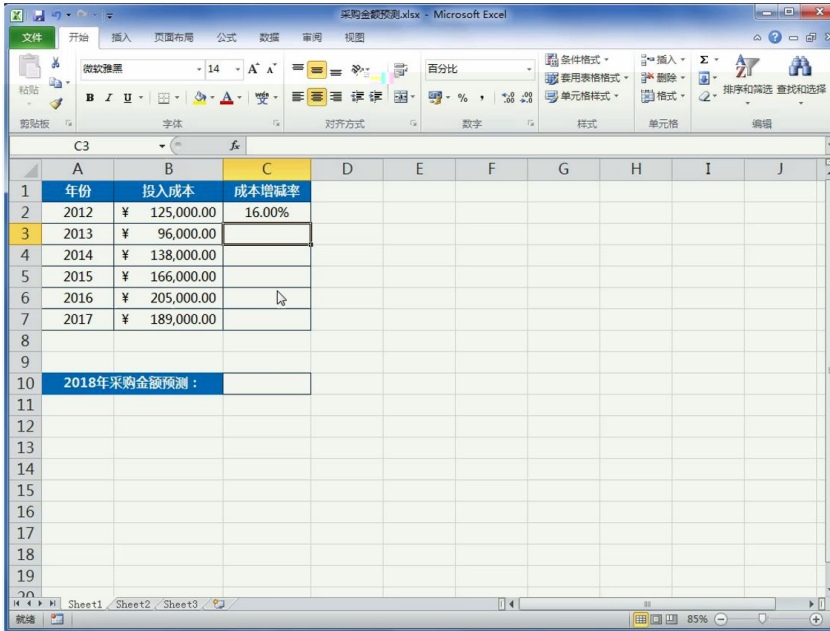 采购金额预测.xlsx - Microsoft Excel
文件 开始 插入 页面布局 公式 数据 审阅 视图
微软雅黑 14 A A 百分比 条件格式 插入 Σ
粘贴 B I U A 变 % , .00 套用表格格式 删除 排序和筛选 查找和选择
单元格样式 格式
剪贴板 字体 对齐方式 数字 样式 单元格 编辑
C3 fx
A B C D E F G H I J
1 年份 投入成本 成本增减率
2 2012 ¥ 125,000.00 16.00%
3 2013 ¥ 96,000.00
4 2014 ¥ 138,000.00
5 2015 ¥ 166,000.00
6 2016 ¥ 205,000.00
7 2017 ¥ 189,000.00
8
9
10 2018年采购金额预测：
11
12
13
14
15
16
17
18
19
20
Sheet1 Sheet2 Sheet3
就绪 85%